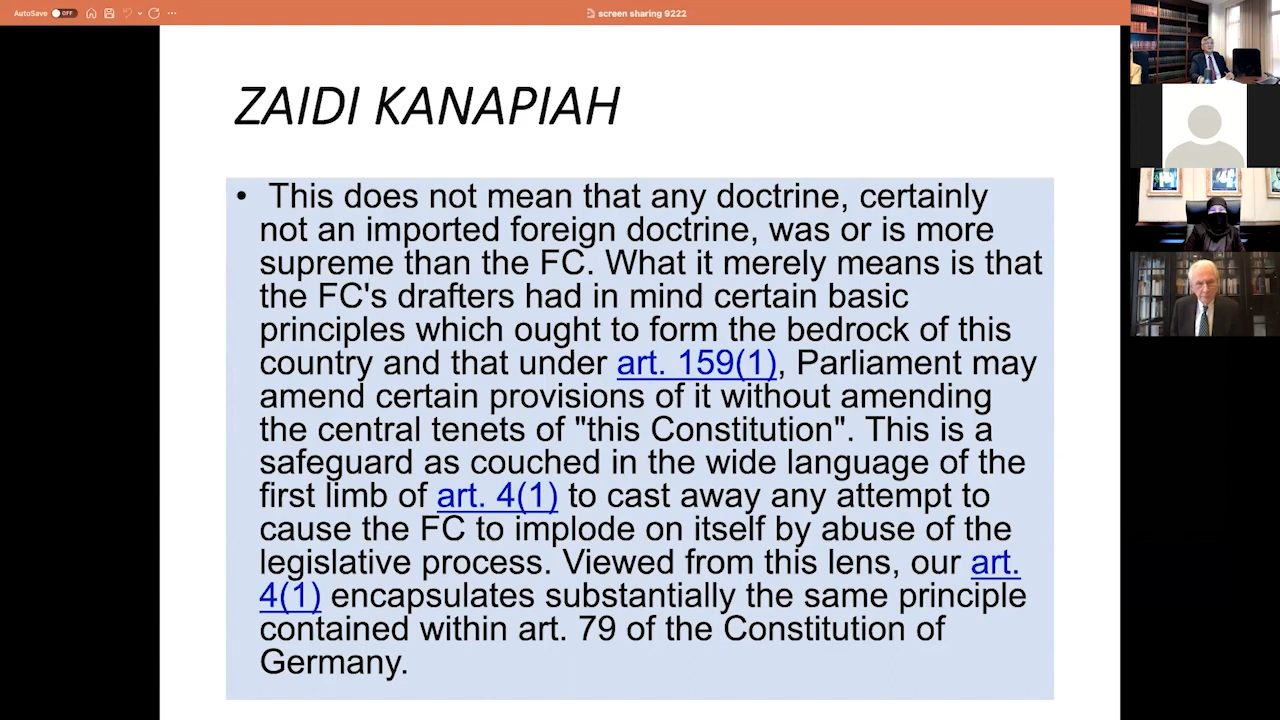 AutoSave OFF
screen sharing 9222
ZAIDI KANAPIAH
• This does not mean that any doctrine, certainly
not an imported foreign doctrine, was or is more
supreme than the FC. What it merely means is that
the FC's drafters had in mind certain basic
principles which ought to form the bedrock of this
country and that under art. 159(1), Parliament may
amend certain provisions of it without amending
the central tenets of "this Constitution". This is a
safeguard as couched in the wide language of the
first limb of art. 4(1) to cast away any attempt to
cause the FC to implode on itself by abuse of the
legislative process. Viewed from this lens, our art.
4(1) encapsulates substantially the same principle
contained within art. 79 of the Constitution of
Germany.